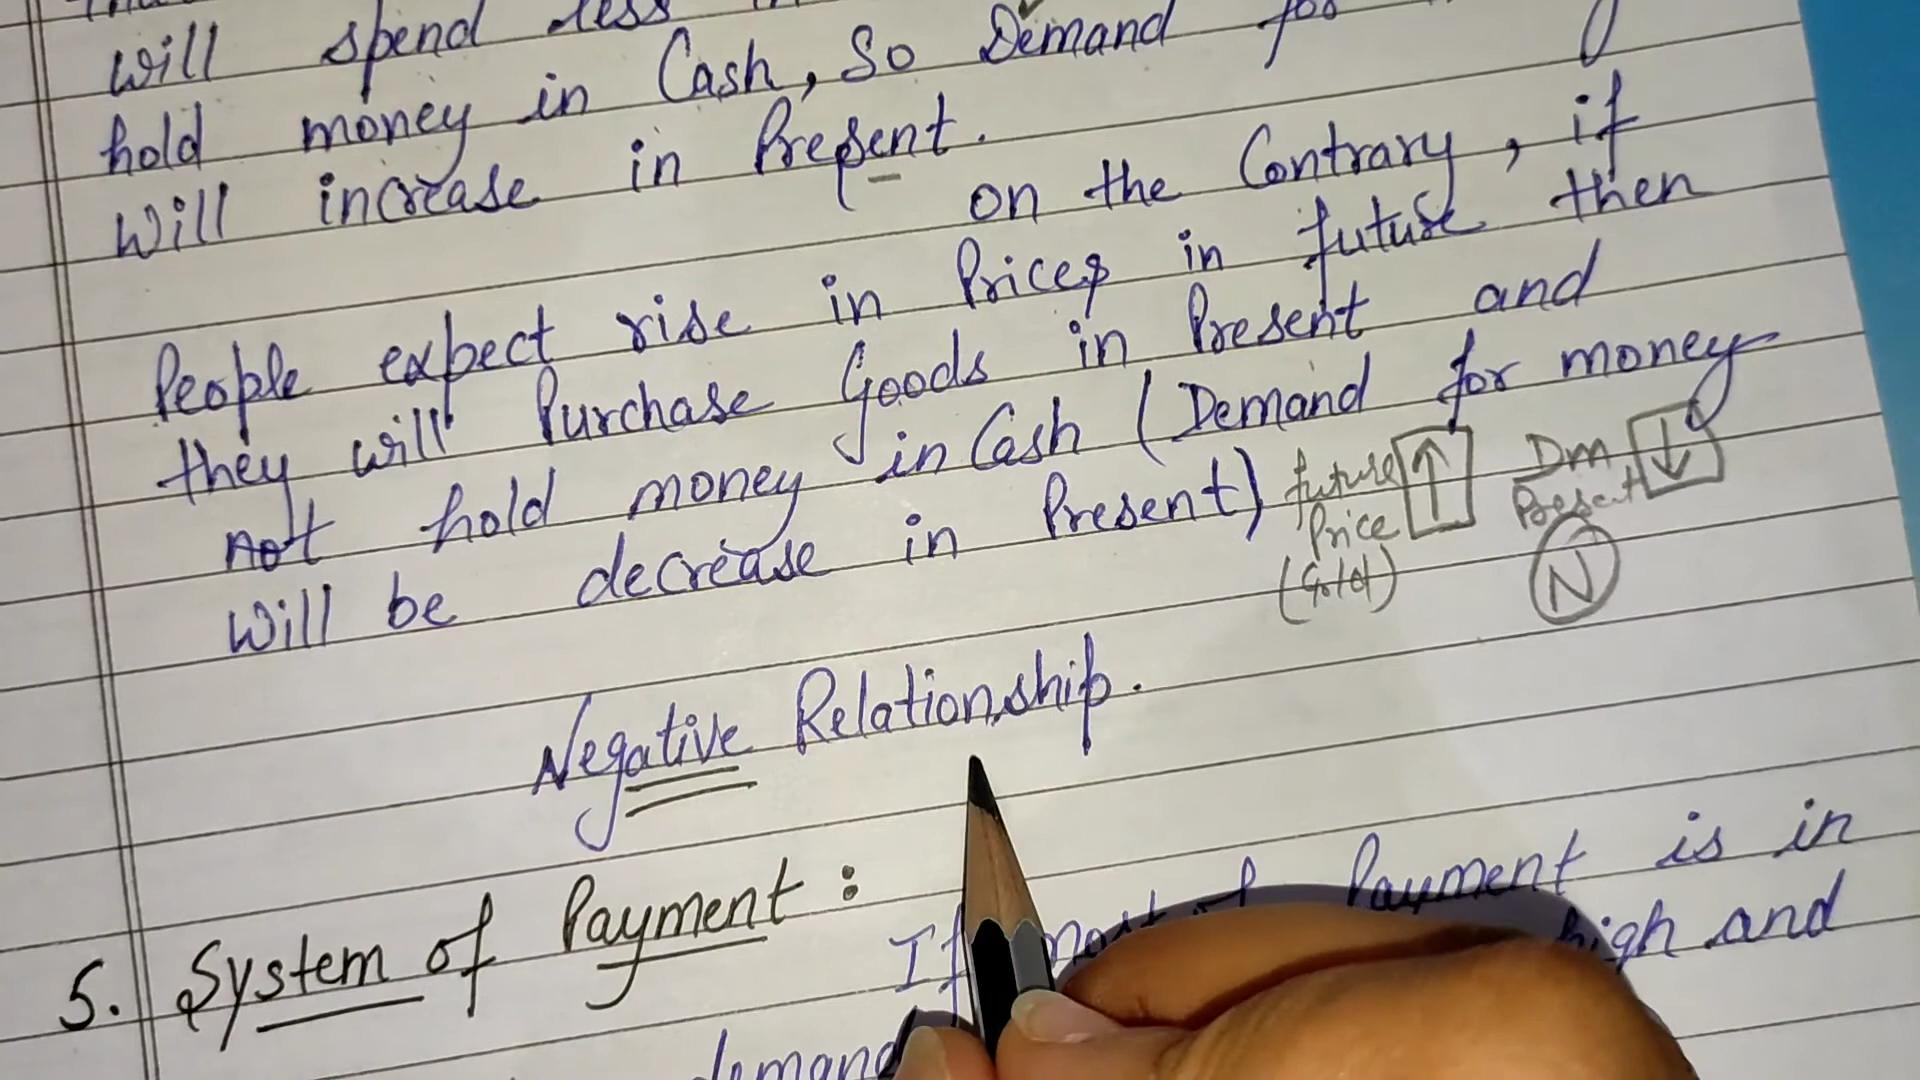 will spend less
hold money in Cash, So Demand for
will increase in Present.
on the Contrary, if
People expect rise in Prices in future then
they will Purchase Goods in Present and
not hold money in Cash (Demand for money
will be decrease in Present)
future Price (Gold) ↑ Dm Present ↓
N
Negative Relationship.
5. System of Payment :
If most of Payment is in
high and
demand